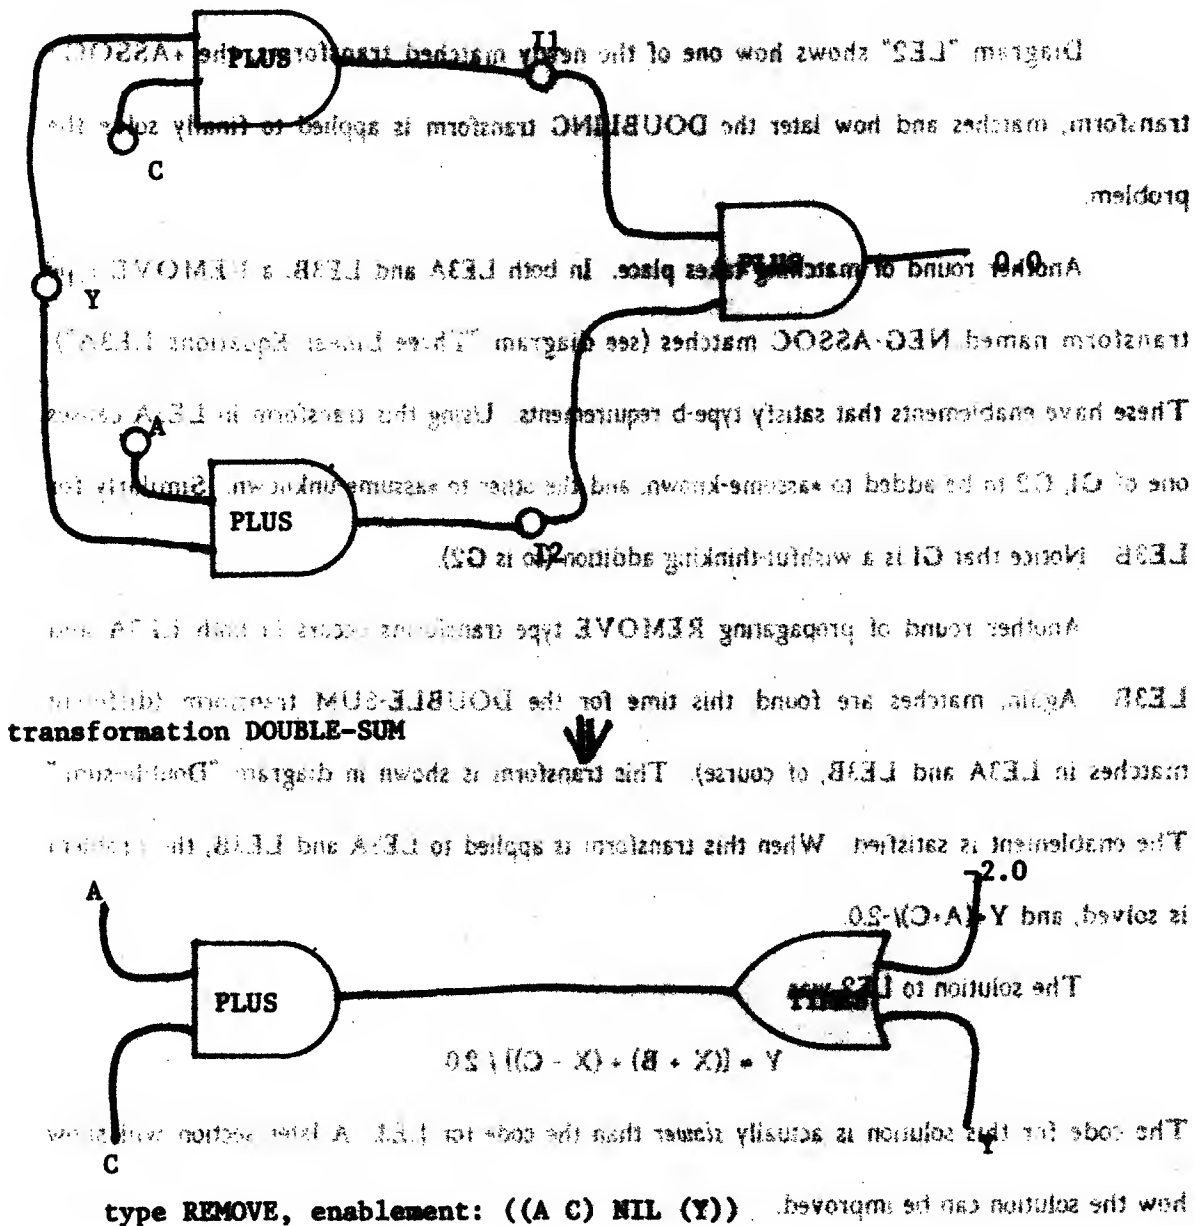 PLUS
I1
Diagram "LE2" shows how one of the newly matched transforms, the +ASSOC
transform, matches and how later the DOUBLING transform is applied to finally solve the
C
problem.
Another round of matching takes place. In both LE3A and LE3B, a REMOVE type
PLUS
0.0
Y
transform named NEG-ASSOC matches (see diagram "Three Linear Equations LE3A")
These have enablements that satisfy type-b requirements. Using this transform in LE3A causes
A
one of G1, G2 to be added to *assume-known, and the other to *assume-unknown. Similarly for
PLUS
I2
LE3B Notice that G1 is a wishful-thinking addition (so is G2)
Another round of propagating REMOVE type transforms occurs in both LE3A and
LE3B Again, matches are found this time for the DOUBLE-SUM transform (different
transformation DOUBLE-SUM
matches in LE3A and LE3B, of course). This transform is shown in diagram "Double-sum"
The enablement is satisfied When this transform is applied to LE3A and LE3B, the problem
A
-2.0
is solved, and Y (A+C)/-2.0.
The solution to LE3 was
PLUS
TIMES
Y = [(X + B) + (X - C)] / 2.0
The code for this solution is actually slower than the code for LE1. A later section will show
C
Y
how the solution can be improved.
type REMOVE, enablement: ((A C) NIL (Y))